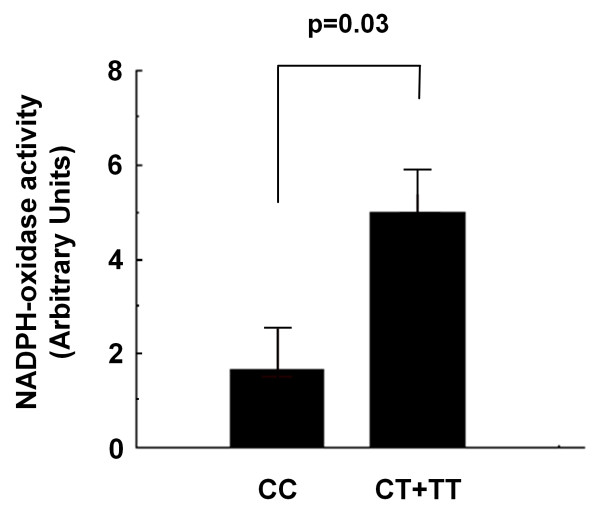 p=0.03
NADPH-oxidase activity
(Arbitrary Units)
8
6
4
2
0
CC
CT+TT